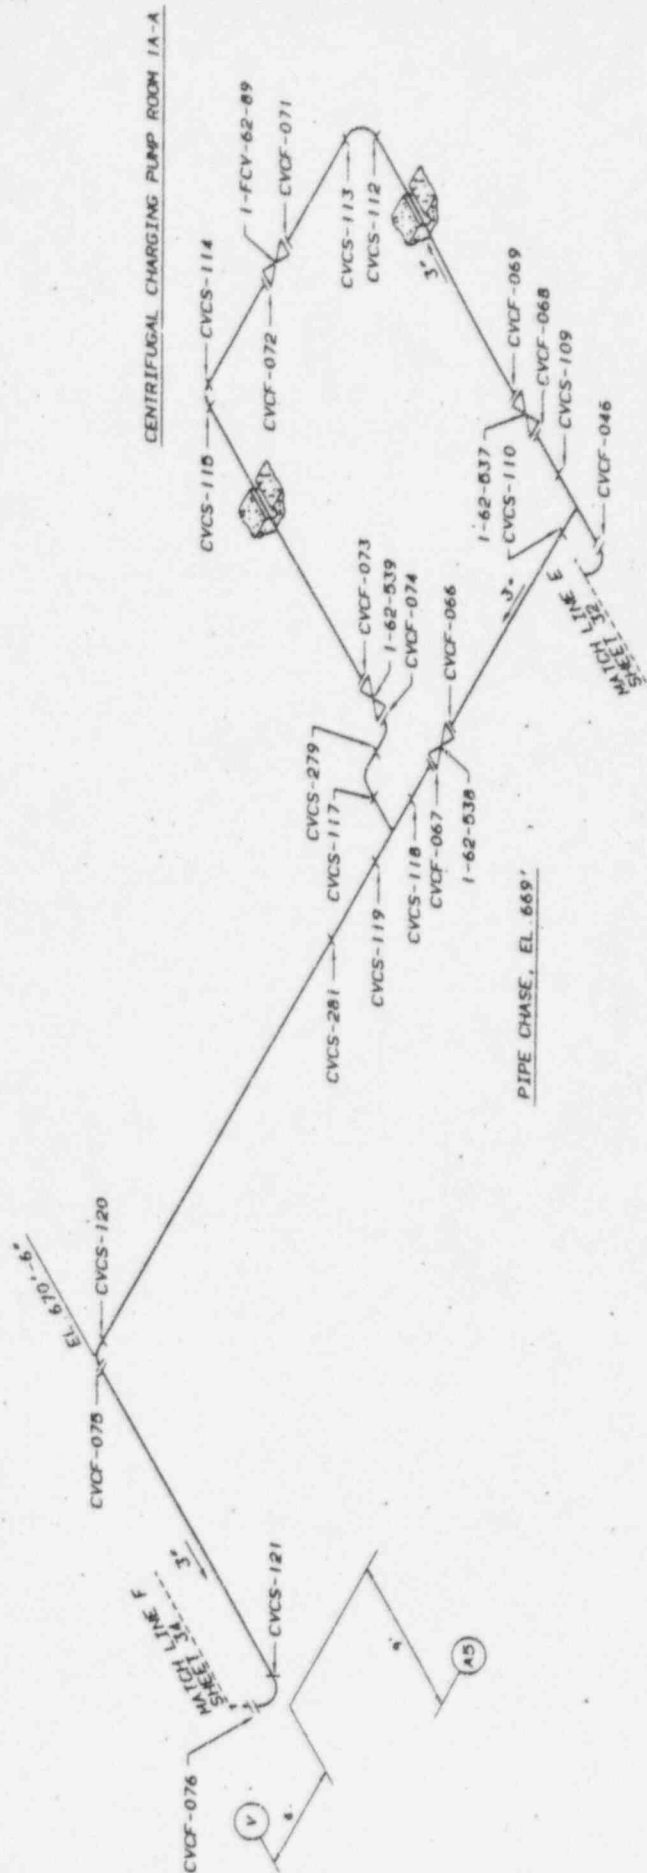 CENTRIFUGAL CHARGING PUMP ROOM 1A-A
1-FCV-62-89
CVCF-071
CVCS-114
CVCF-072
CVCS-115
CVCS-113
CVCS-112
3"
CVCF-069
CVCF-068
CVCS-109
CVCF-046
1-62-537
CVCS-110
MATCH LINE E
SHEET 32
3"
CVCF-073
1-62-539
CVCF-074
CVCF-066
CVCS-279
CVCS-117
CVCS-118
CVCF-067
1-62-538
CVCS-119
CVCS-281
PIPE CHASE, EL. 669'
EL. 670'-6"
CVCS-120
CVCF-075
3"
MATCH LINE F
SHEET 34
CVCS-121
CVCF-076
V
A5